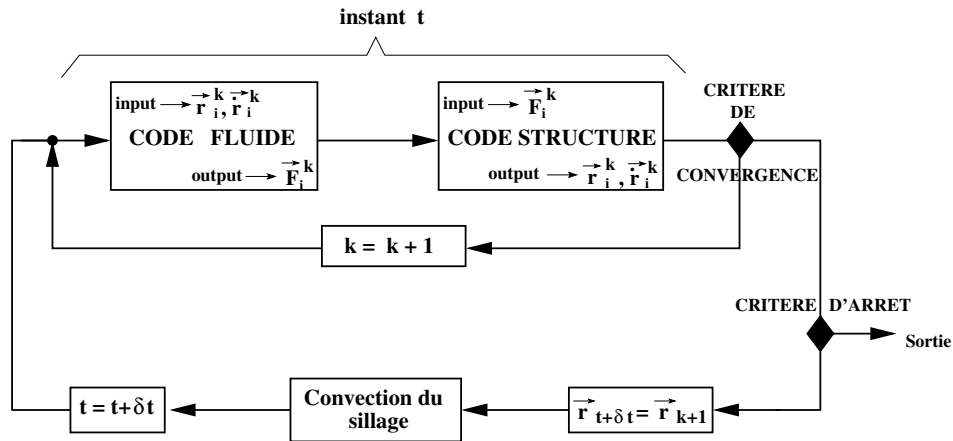 instant t
input → r⃗ᵢᵏ, ṙ⃗ᵢᵏ
CODE FLUIDE
output → F⃗ᵢᵏ
input → F⃗ᵢᵏ
CODE STRUCTURE
output → r⃗ᵢᵏ, ṙ⃗ᵢᵏ
CRITERE
DE
CONVERGENCE
k = k + 1
CRITERE D'ARRET
Sortie
t = t+δt
Convection du
sillage
r⃗ t+δt = r⃗ k+1